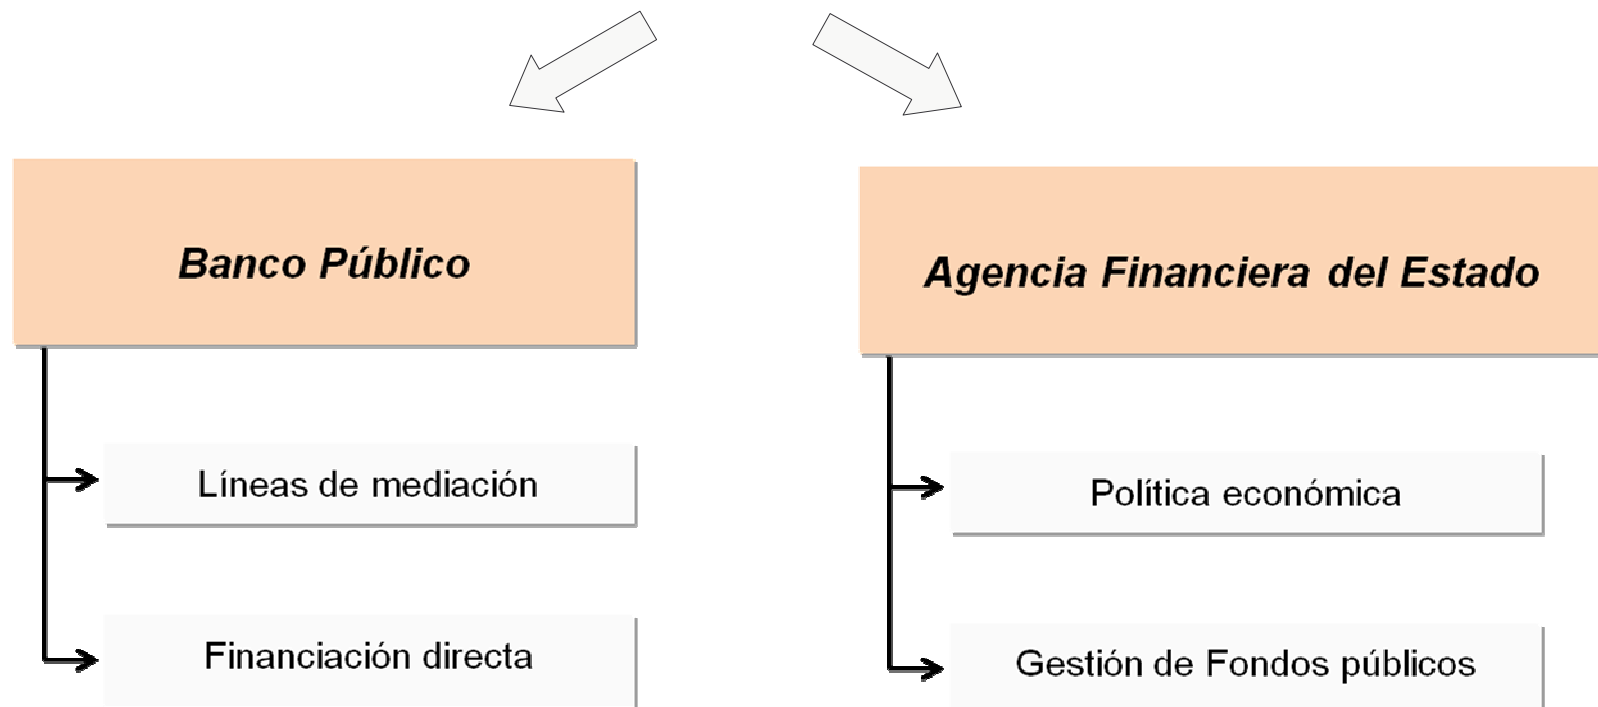 Banco Público
Líneas de mediación
Financiación directa
Agencia Financiera del Estado
Política económica
Gestión de Fondos públicos